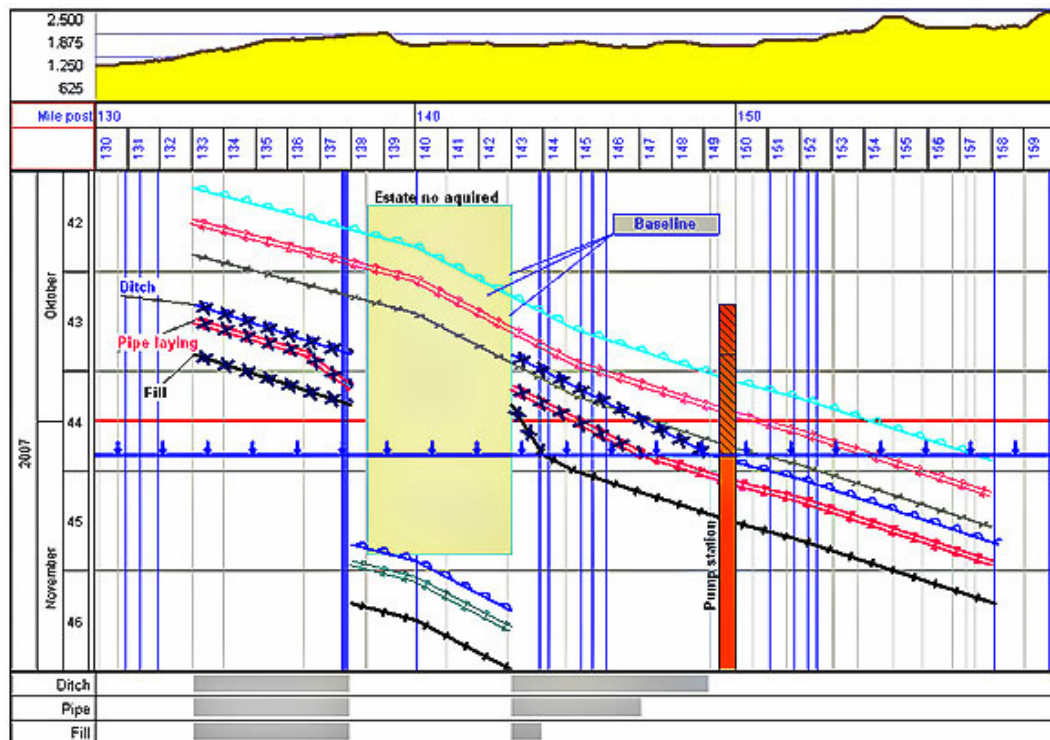 2.500
1.875
1.250
625
Mile post 130 140 150
130 131 132 133 134 135 136 137 138 139 140 141 142 143 144 145 146 147 148 149 150 151 152 153 154 155 156 157 158 159
Estate no aquired
Baseline
42
Oktober
Ditch
43
Pipe laying
Fill
44
2007
45
Pump station
November
46
Ditch
Pipe
Fill